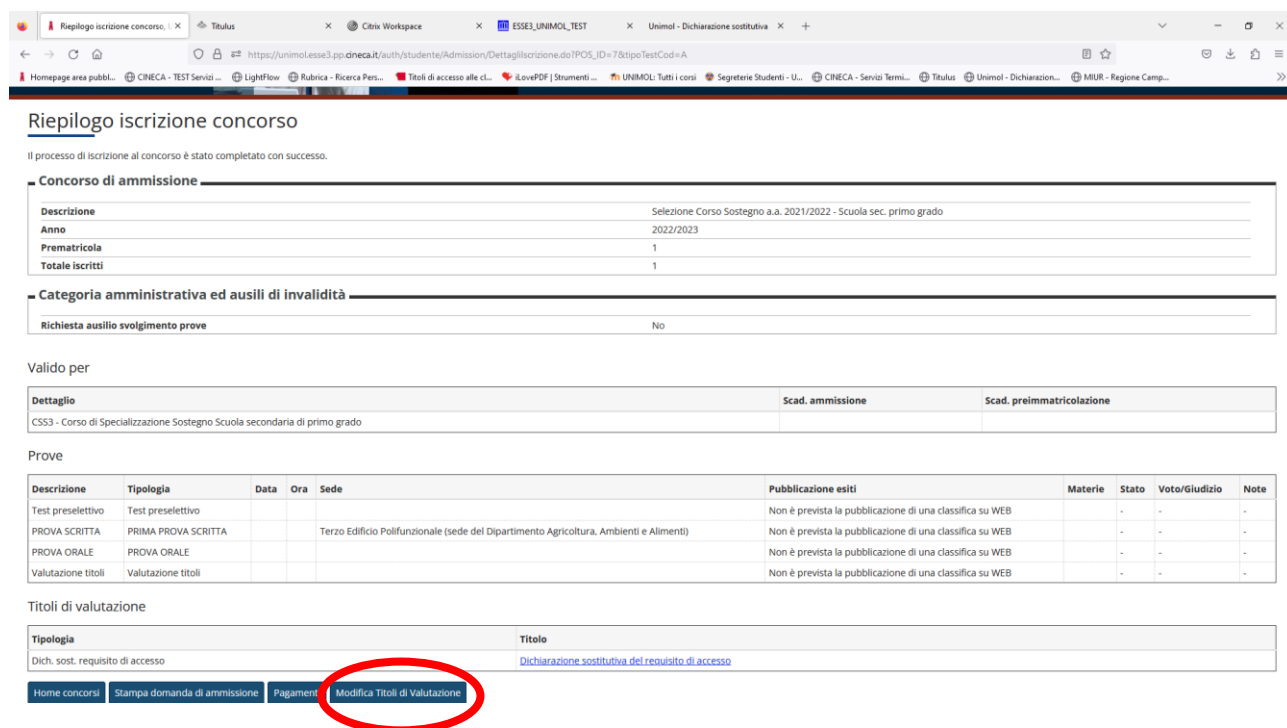 Riepilogo iscrizione concorso, U
Titulus
Citrix Workspace
ESSE3_UNIMOL_TEST
Unimol - Dichiarazione sostitutiva
https://unimol.esse3.pp.cineca.it/auth/studente/Admission/DettagliIscrizione.do?POS_ID=7&tipoTestCod=A
Homepage area pubbl... CINECA - TEST Servizi ... LightFlow Rubrica - Ricerca Pers... Titoli di accesso alle cl... iLovePDF | Strumenti ... UNIMOL: Tutti i corsi Segreterie Studenti - U... CINECA - Servizi Termi... Titulus Unimol - Dichiarazion... MIUR - Regione Camp...
Riepilogo iscrizione concorso
Il processo di iscrizione al concorso è stato completato con successo.
Concorso di ammissione
Descrizione Selezione Corso Sostegno a.a. 2021/2022 - Scuola sec. primo grado
Anno 2022/2023
Prematricola 1
Totale iscritti 1
Categoria amministrativa ed ausili di invalidità
Richiesta ausilio svolgimento prove No
Valido per
Dettaglio Scad. ammissione Scad. preimmatricolazione
CSS3 - Corso di Specializzazione Sostegno Scuola secondaria di primo grado
Prove
Descrizione Tipologia Data Ora Sede Pubblicazione esiti Materie Stato Voto/Giudizio Note
Test preselettivo Test preselettivo Non è prevista la pubblicazione di una classifica su WEB - - -
PROVA SCRITTA PRIMA PROVA SCRITTA Terzo Edificio Polifunzionale (sede del Dipartimento Agricoltura, Ambienti e Alimenti) Non è prevista la pubblicazione di una classifica su WEB - - -
PROVA ORALE PROVA ORALE Non è prevista la pubblicazione di una classifica su WEB - - -
Valutazione titoli Valutazione titoli Non è prevista la pubblicazione di una classifica su WEB - - -
Titoli di valutazione
Tipologia Titolo
Dich. sost. requisito di accesso Dichiarazione sostitutiva del requisito di accesso
Home concorsi Stampa domanda di ammissione Pagament Modifica Titoli di Valutazione